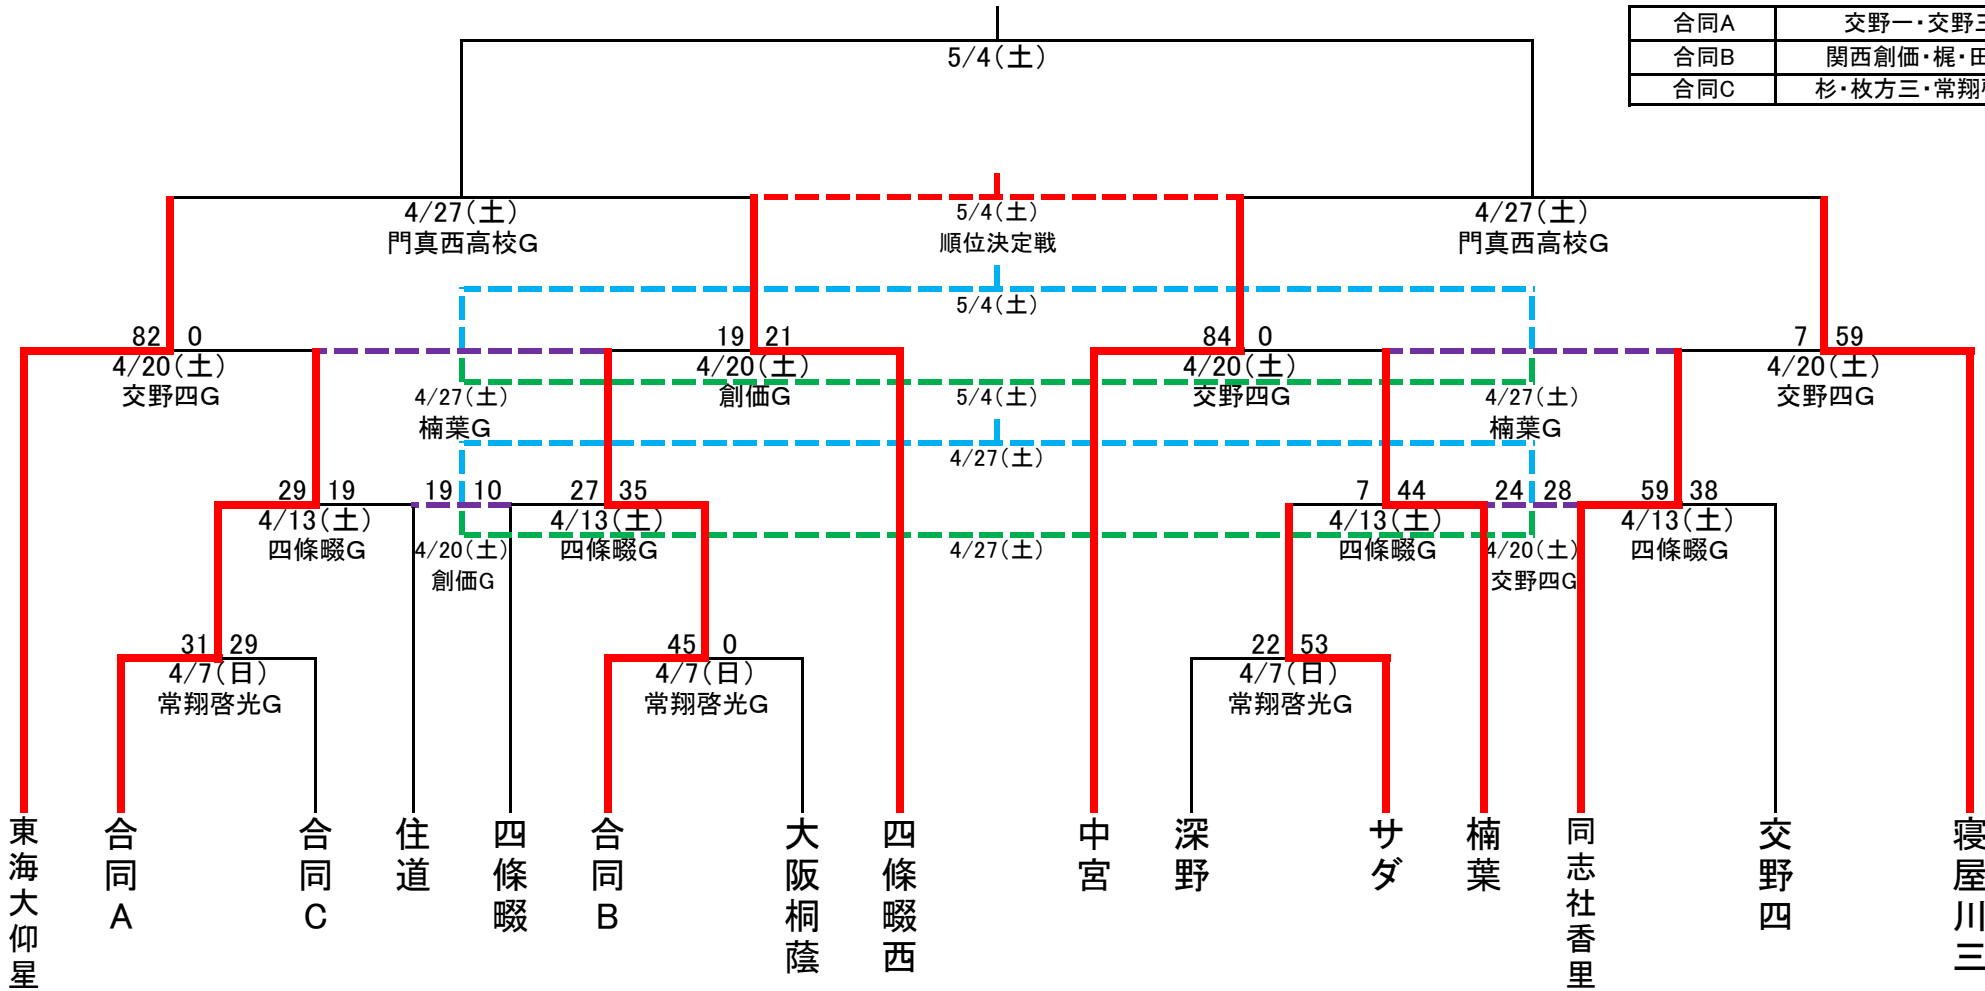 合同A 交野一・交野三
合同B 関西創価・梶・田
合同C 杉・枚方三・常翔
5/4(土)
4/27(土)
門真西高校G
5/4(土)
順位決定戦
4/27(土)
門真西高校G
5/4(土)
82 0
4/20(土)
交野四G
19 21
4/20(土)
創価G
84 0
4/20(土)
交野四G
7 59
4/20(土)
交野四G
4/27(土)
楠葉G
5/4(土)
4/27(土)
楠葉G
4/27(土)
29 19
4/13(土)
四條畷G
19 10
4/20(土)
創価G
27 35
4/13(土)
四條畷G
4/27(土)
7 44
4/13(土)
四條畷G
24 28
4/20(土)
交野四G
59 38
4/13(土)
四條畷G
31 29
4/7(日)
常翔啓光G
45 0
4/7(日)
常翔啓光G
22 53
4/7(日)
常翔啓光G
東海大仰星
合同A
合同C
住道
四條畷
合同B
大阪桐蔭
四條畷西
中宮
深野
サダ
楠葉
同志社香里
交野四
寝屋川三